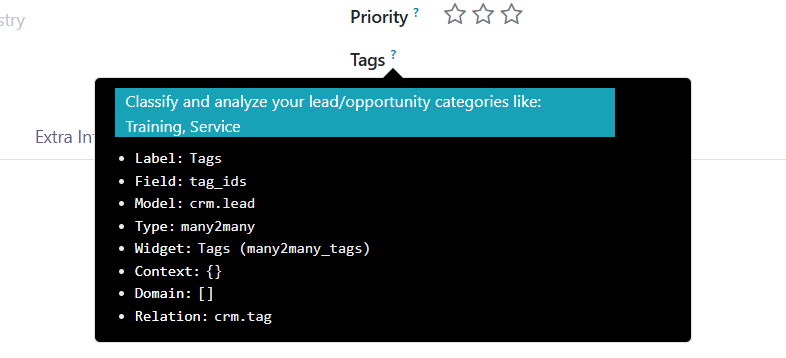 stry
Priority ?
Tags ?
Classify and analyze your lead/opportunity categories like:
Training, Service
Extra In
• Label: Tags
• Field: tag_ids
• Model: crm.lead
• Type: many2many
• Widget: Tags (many2many_tags)
• Context: {}
• Domain: []
• Relation: crm.tag